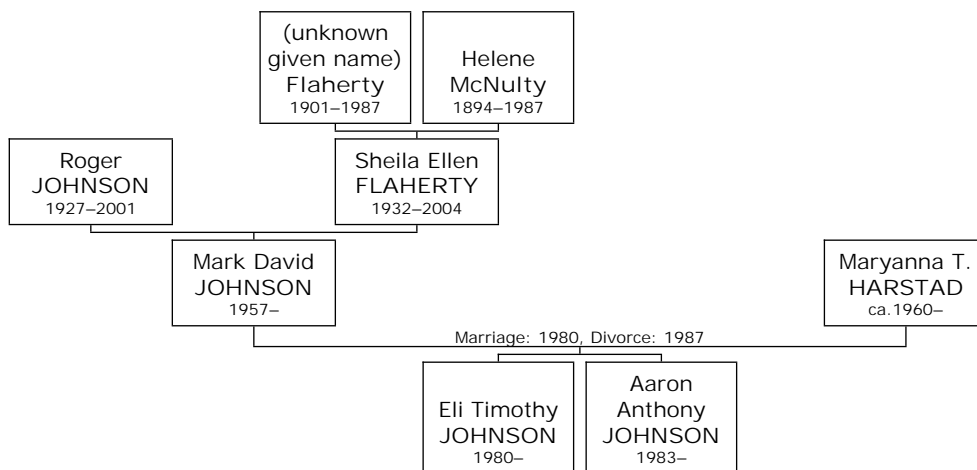 (unknown
given name)
Flaherty
1901–1987
Helene
McNulty
1894–1987
Roger
JOHNSON
1927–2001
Sheila Ellen
FLAHERTY
1932–2004
Mark David
JOHNSON
1957–
Maryanna T.
HARSTAD
ca.1960–
Marriage: 1980, Divorce: 1987
Eli Timothy
JOHNSON
1980–
Aaron
Anthony
JOHNSON
1983–